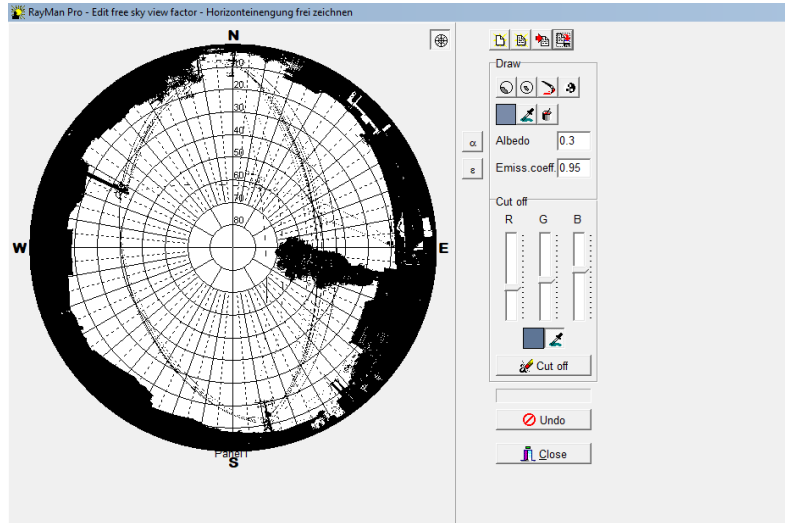 RayMan Pro - Edit free sky view factor - Horizonteinengung frei zeichnen
N
10
20
30
40
50
60
70
80
W
E
S
Draw
α
Albedo
0.3
ε
Emiss.coeff.
0.95
Cut off
R G B
Cut off
Undo
Close